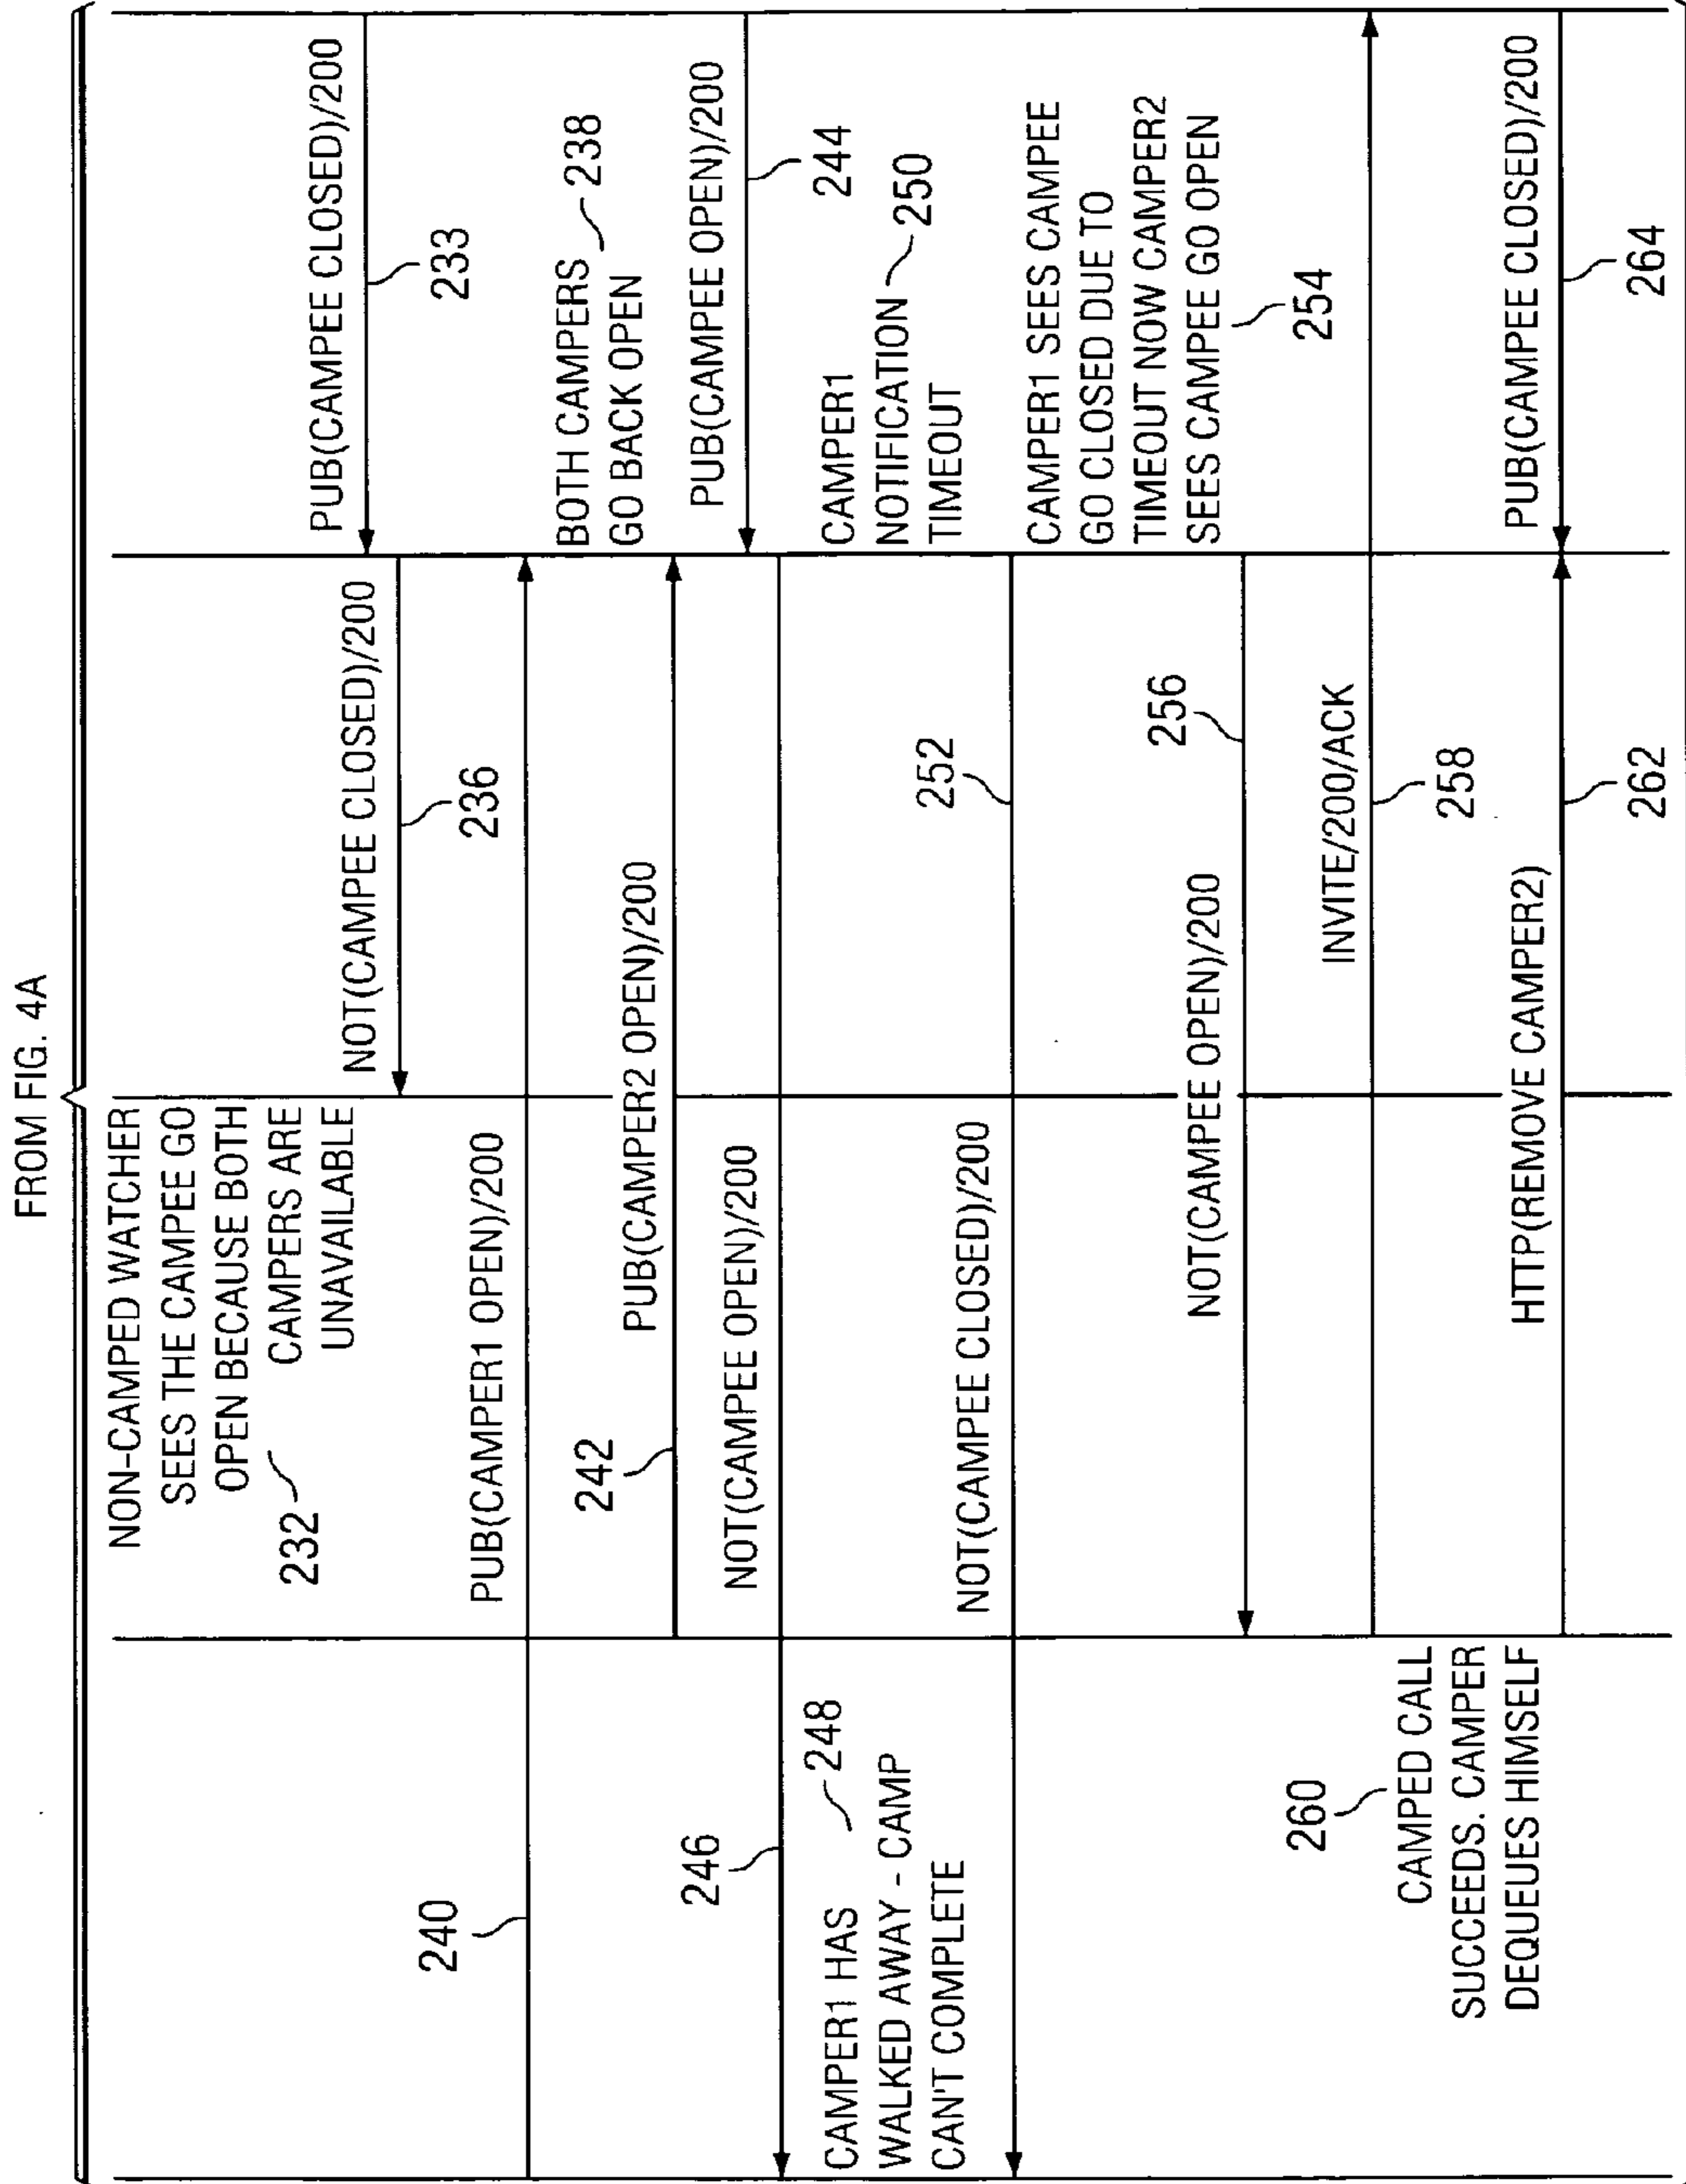 FROM FIG. 4A
NON-CAMPED WATCHER
SEES THE CAMPEE GO
OPEN BECAUSE BOTH
CAMPERS ARE
UNAVAILABLE
232
PUB(CAMPEE CLOSED)/200
233
NOT(CAMPEE CLOSED)/200
236
PUB(CAMPER1 OPEN)/200
240
BOTH CAMPERS
GO BACK OPEN
238
PUB(CAMPER2 OPEN)/200
242
PUB(CAMPEE OPEN)/200
244
NOT(CAMPEE OPEN)/200
246
CAMPER1 HAS
WALKED AWAY - CAMP
CAN'T COMPLETE
248
CAMPER1
NOTIFICATION
TIMEOUT
250
NOT(CAMPEE CLOSED)/200
252
CAMPER1 SEES CAMPEE
GO CLOSED DUE TO
TIMEOUT NOW CAMPER2
SEES CAMPEE GO OPEN
254
NOT(CAMPEE OPEN)/200
256
INVITE/200/ACK
258
260
CAMPED CALL
SUCCEEDS. CAMPER
DEQUEUES HIMSELF
HTTP(REMOVE CAMPER2)
262
PUB(CAMPEE CLOSED)/200
264